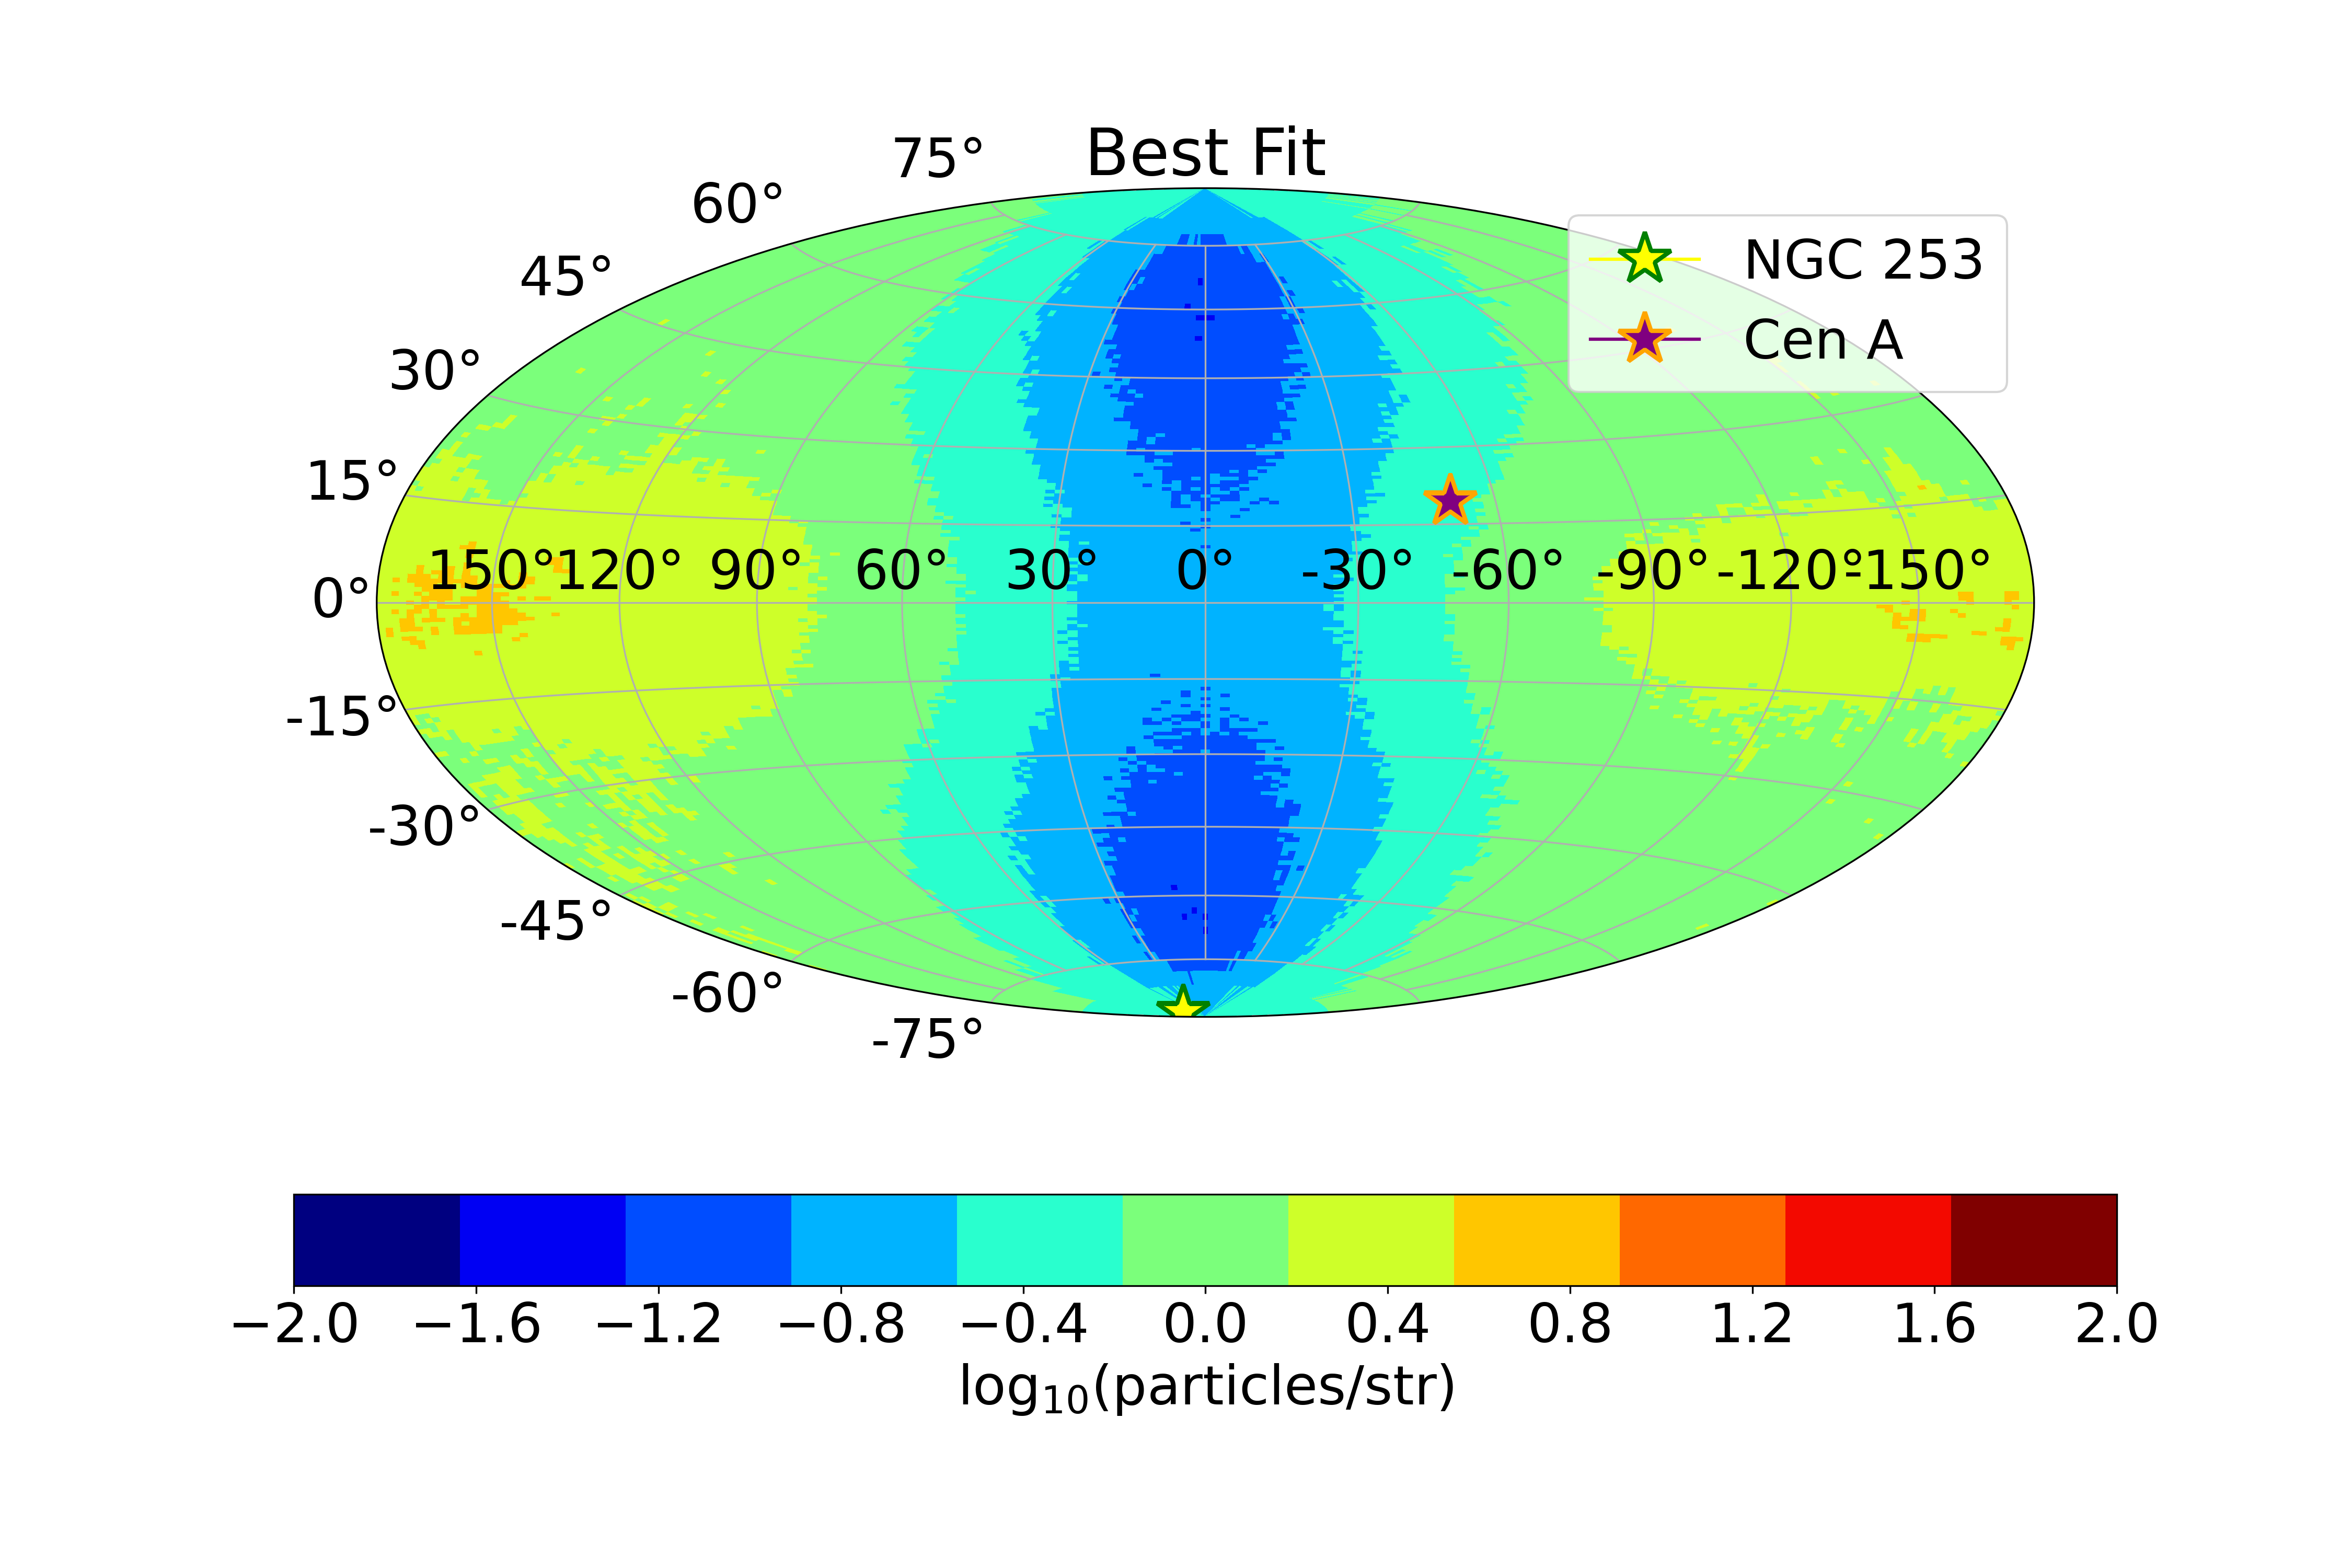 Best Fit
75°
60°
45°
30°
15°
0°
-15°
-30°
-45°
-60°
-75°
150° 120° 90° 60° 30° 0° -30° -60° -90° -120° -150°
NGC 253
Cen A
−2.0 −1.6 −1.2 −0.8 −0.4 0.0 0.4 0.8 1.2 1.6 2.0
log₁₀(particles/str)